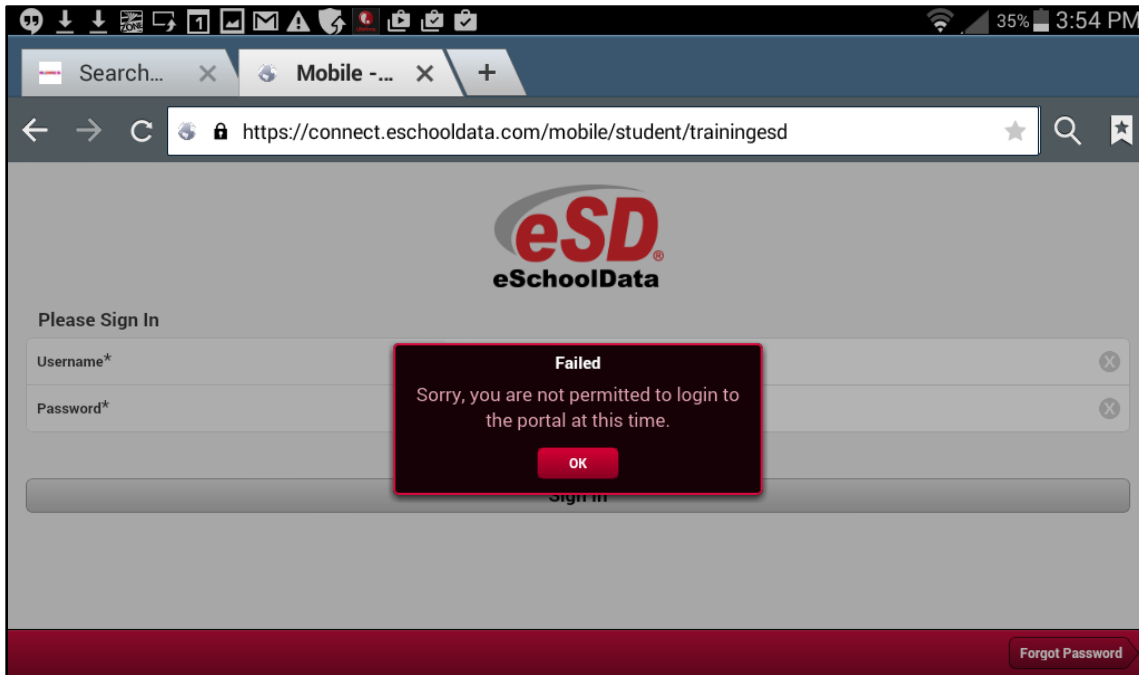 35% 3:54 PM
Search... Mobile -... +
https://connect.eschooldata.com/mobile/student/trainingesd
eSD®
eSchoolData
Please Sign In
Username*
Password*
Failed
Sorry, you are not permitted to login to
the portal at this time.
OK
Sign In
Forgot Password